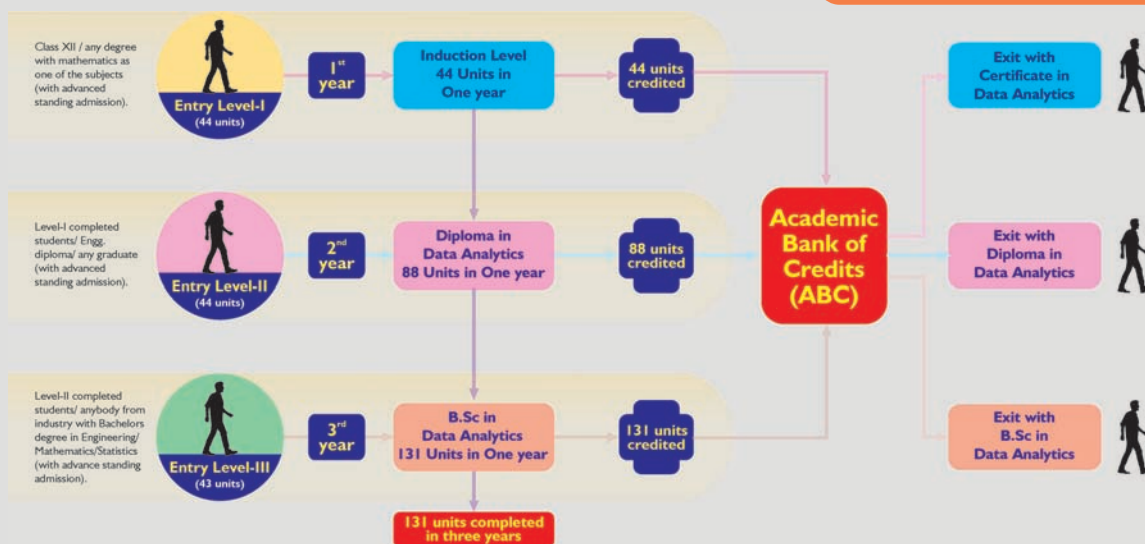 Class XII / any degree
with mathematics as
one of the subjects
(with advanced
standing admission).
Entry Level-I
(44 units)
1st
year
Induction Level
44 Units in
One year
44 units
credited
Exit with
Certificate in
Data Analytics
Level-I completed
students/ Engg.
diploma/ any graduate
(with advanced
standing admission).
Entry Level-II
(44 units)
2nd
year
Diploma in
Data Analytics
88 Units in One year
88 units
credited
Academic
Bank of
Credits
(ABC)
Exit with
Diploma in
Data Analytics
Level-II completed
students/ anybody from
industry with Bachelors
degree in Engineering/
Mathematics/Statistics
(with advance standing
admission).
Entry Level-III
(43 units)
3rd
year
B.Sc in
Data Analytics
131 Units in One year
131 units
credited
Exit with
B.Sc in
Data Analytics
131 units completed
in three years